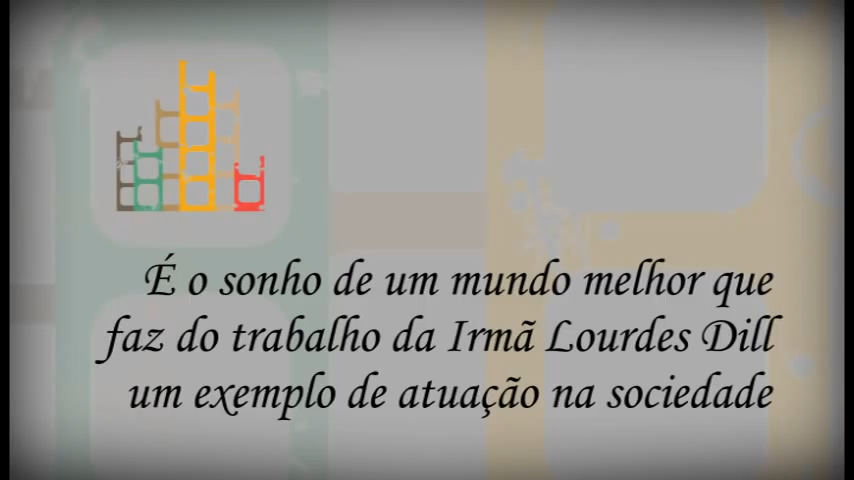 É o sonho de um mundo melhor que
faz do trabalho da Irmã Lourdes Dill
um exemplo de atuação na sociedade